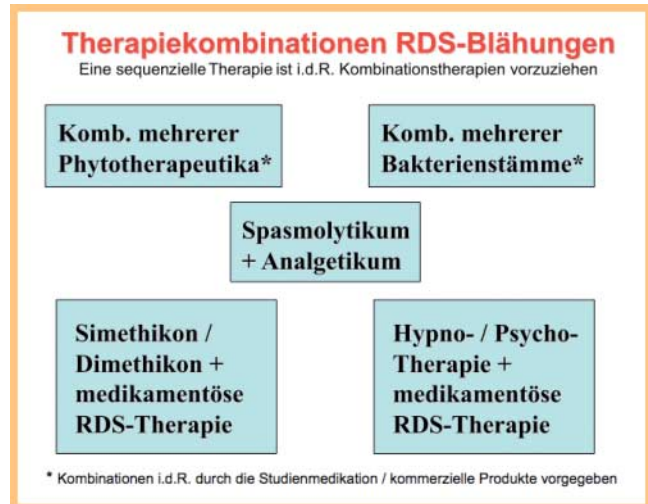 Therapiekombinationen RDS-Blähungen
Eine sequenzielle Therapie ist i.d.R. Kombinationstherapien vorzuziehen
Komb. mehrerer
Phytotherapeutika*
Komb. mehrerer
Bakterienstämme*
Spasmolytikum
+ Analgetikum
Simethikon /
Dimethikon +
medikamentöse
RDS-Therapie
Hypno- / Psycho-
Therapie +
medikamentöse
RDS-Therapie
* Kombinationen i.d.R. durch die Studienmedikation / kommerzielle Produkte vorgegeben